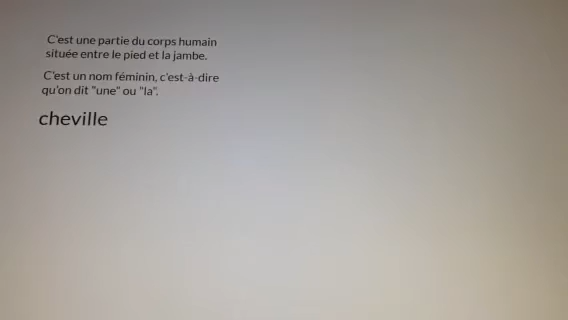 C'est une partie du corps humain
située entre le pied et la jambe.
C'est un nom féminin, c'est-à-dire
qu'on dit "une" ou "la".
cheville